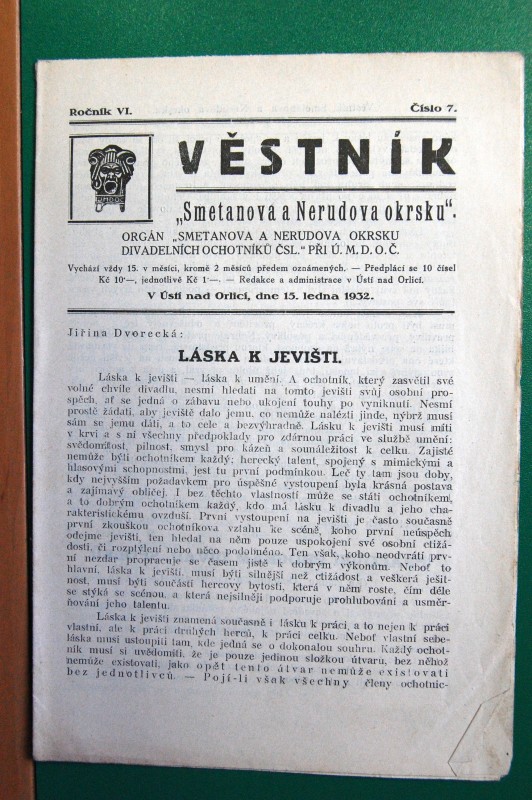 Ročník VI.
Číslo 7.
VĚSTNÍK
„Smetanova a Nerudova okrsku“.
ORGÁN „SMETANOVA A NERUDOVA OKRSKU
DIVADELNÍCH OCHOTNÍKŮ ČSL.“ PŘI Ú. M. D. O. Č.
Vychází vždy 15. v měsíci, kromě 2 měsíců předem oznámených. — Předplácí se 10 čísel
Kč 10·—, jednotlivě Kč 1·—. — Redakce a administrace v Ústí nad Orlicí.
V Ústí nad Orlicí, dne 15. ledna 1932.
Jiřina Dvorecká:
LÁSKA K JEVIŠTI.
Láska k jevišti — láska k umění. A ochotník, který zasvětil své
volné chvíle divadlu, nesmí hledati na tomto jevišti svůj osobní pro-
spěch, ať se jedná o zábavu nebo ukojení touhy po vyniknutí. Nesmí
prostě žádati, aby jeviště dalo jemu, co nemůže nalézti jinde, nýbrž musí
sám se jemu dáti, a to cele a bezvýhradně. Lásku k jevišti musí míti
v krvi a s ní všechny předpoklady pro zdárnou práci ve službě umění:
svědomitost, pilnost, smysl pro kázeň a sounáležitost k celku. Zajisté
nemůže býti ochotníkem každý; herecký talent, spojený s mimickými a
hlasovými schopnostmi, jest tu první podmínkou. Leč ty tam jsou doby,
kdy nejvyšším požadavkem pro úspěšné vystoupení byla krásná postava
a zajímavý obličej. I bez těchto vlastností může se státi ochotníkem,
a to dobrým ochotníkem každý, kdo má lásku k divadlu a jeho cha-
rakteristickému ovzduší. První vystoupení na jevišti je často současně
první zkouškou ochotníkova vztahu ke scéně, koho první neúspěch
odejme jevišti, ten hledal na něm pouze uspokojení své osobní ctižá-
dosti, či rozptýlení nebo něco podobného. Ten však, koho neodvrátí prv-
ní nezdar propracuje se časem jistě k dobrým výkonům. Neboť to
hlavní, láska k jevišti, musí býti silnější než ctižádost a veškerá ješit-
nost, musí býti součástí hercovy bytosti, která v něm roste, čím déle
se stýká se scénou, a která nejsilněji podporuje prohlubování a usměr-
ňování jeho talentu.
Láska k jevišti znamená současně i lásku k práci, a to nejen k práci
vlastní, ale k práci druhých herců, k práci celku. Neboť vlastní sebe-
láska musí ustoupiti tam, kde jedná se o dokonalou souhru. Každý ochot-
ník musí si uvědomiti, že je pouze jedinou složkou útvaru, bez něhož
nemůže existovati, jako opět tento útvar nemůže existovati
bez jednotlivců. — Pojí-li však všechny členy ochotnic-